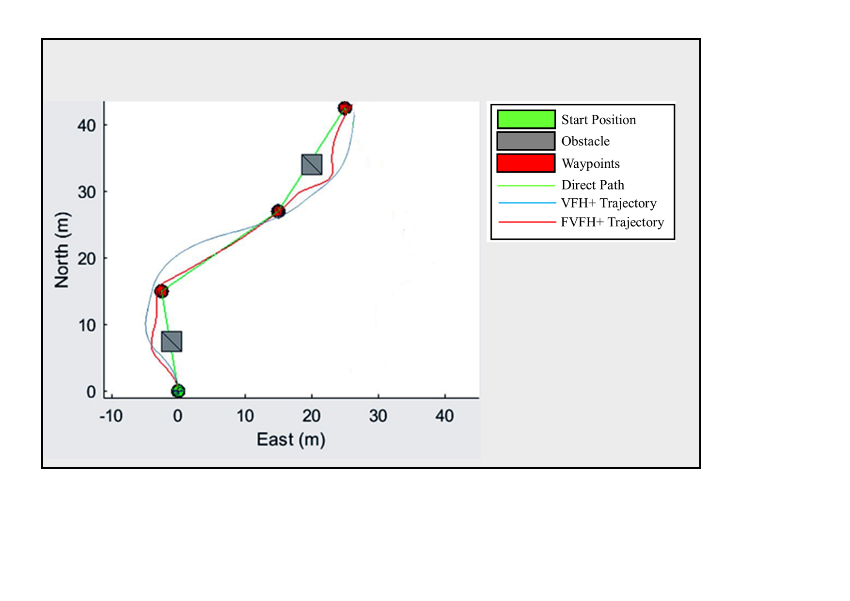 40
30
20
10
0
North (m)
-10 0 10 20 30 40
East (m)
Start Position
Obstacle
Waypoints
Direct Path
VFH+ Trajectory
FVFH+ Trajectory